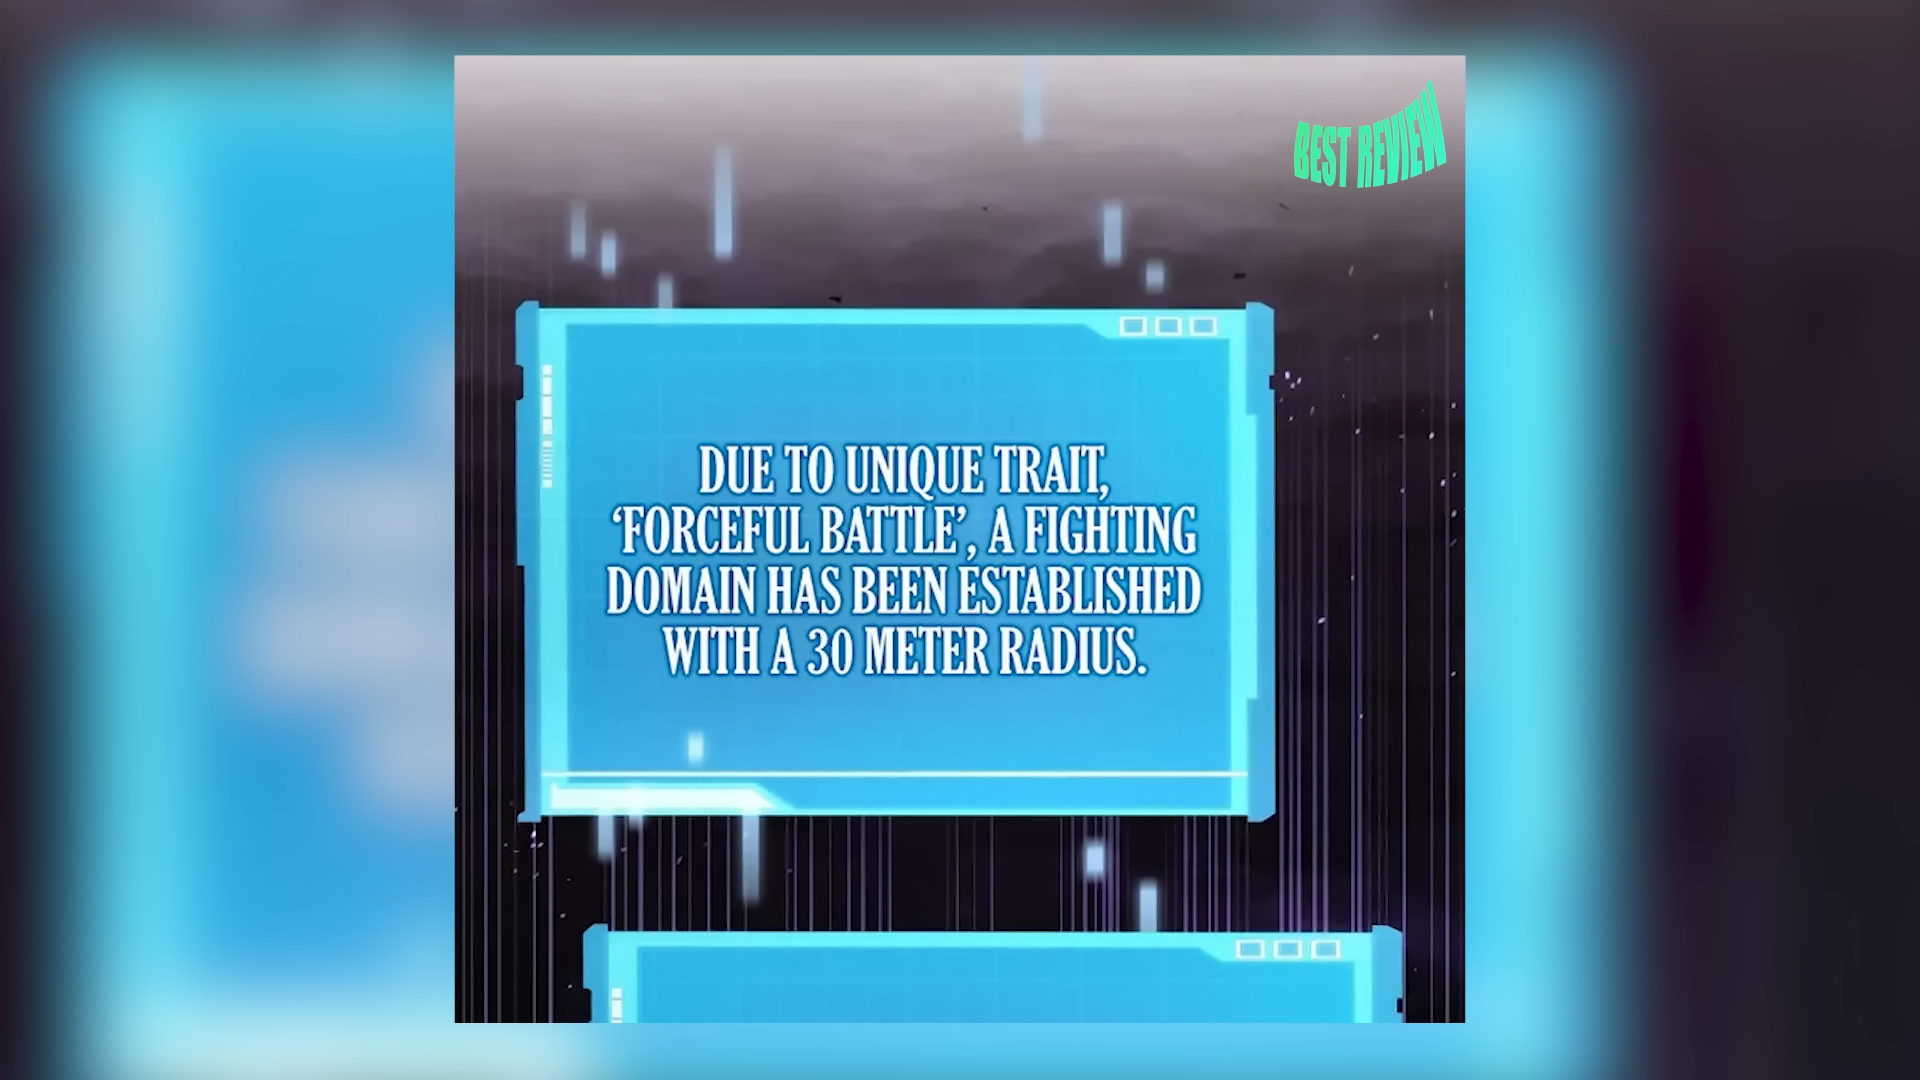 BEST REVIEW
DUE TO UNIQUE TRAIT,
‘FORCEFUL BATTLE’, A FIGHTING
DOMAIN HAS BEEN ESTABLISHED
WITH A 30 METER RADIUS.